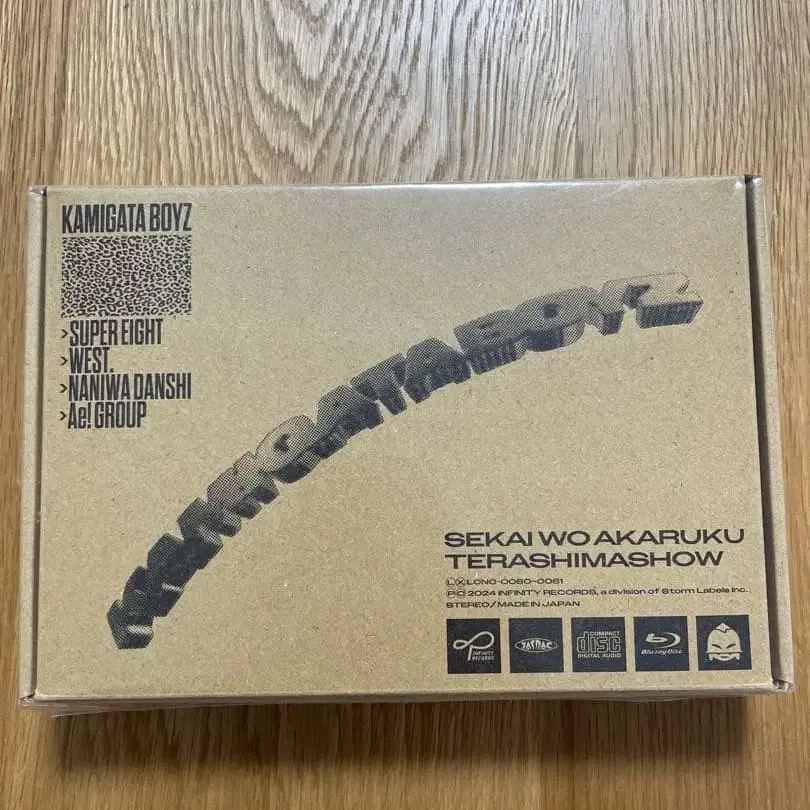 KAMIGATA BOYZ
>SUPER EIGHT
>WEST.
>NANIWA DANSHI
>Ae! GROUP
KAMIGATA BOYZ
SEKAI WO AKARUKU
TERASHIMASHOW
ⓁⓍLCNO-0080-0081
ⓅⒸ 2024 INFINITY RECORDS, a division of Storm Labels Inc.
STEREO/MADE IN JAPAN
INFINITY RECORDS
JASRAC
COMPACT disc DIGITAL AUDIO
Blu-ray Disc